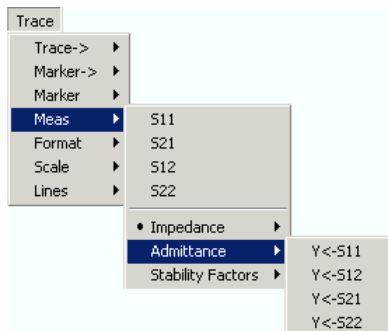 Trace
Trace->
Marker->
Marker
Meas
Format
Scale
Lines
S11
S21
S12
S22
• Impedance
Admittance
Stability Factors
Y<-S11
Y<-S12
Y<-S21
Y<-S22